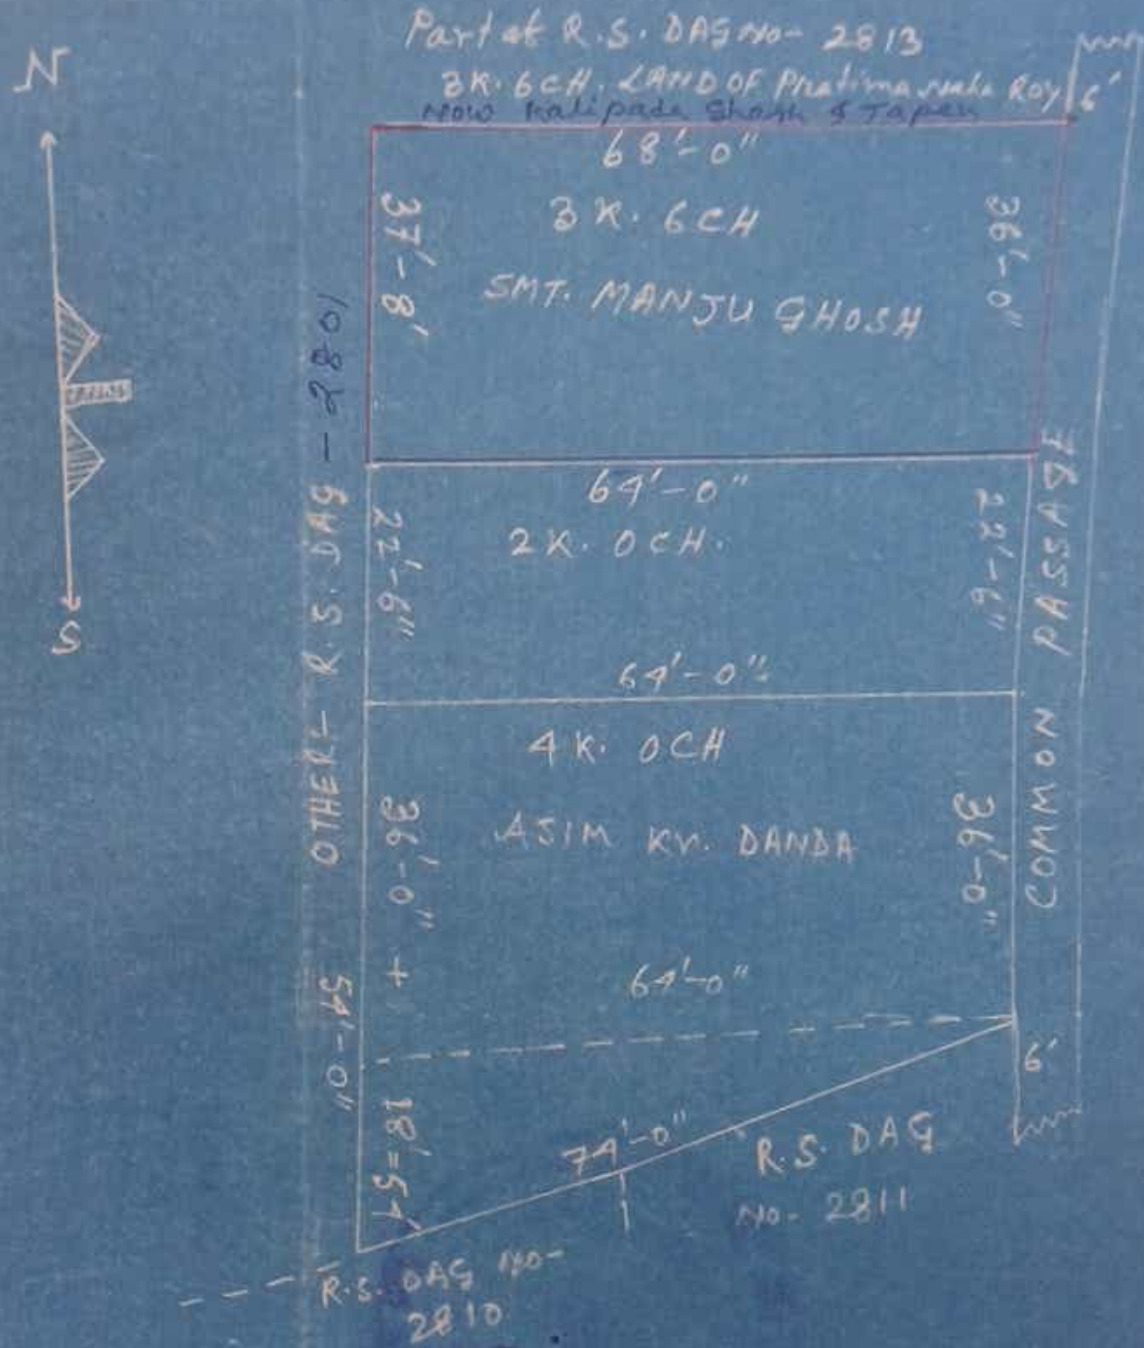 Part of R.S. DAG NO- 2813
3K. 6CH. LAND OF Pratima Roy
6'
Now Kalipada Ghosh & Tapan
N
S
68'-0"
37'-8'
3K. 6CH
36'-0"
SMT. MANJU GHOSH
OTHERL- R.S. DAG - 2801
64'-0"
22'-6"
2K. 0CH.
22'-6"
COMMON PASSAGE
64'-0"
4K. 0CH
36'-0" + 18'=54'
ASIM KR. DANDA
36'-0"
64'-0"
54'-0"
6'
74'-0"
R.S. DAG
NO- 2811
R.S. DAG NO-
2810